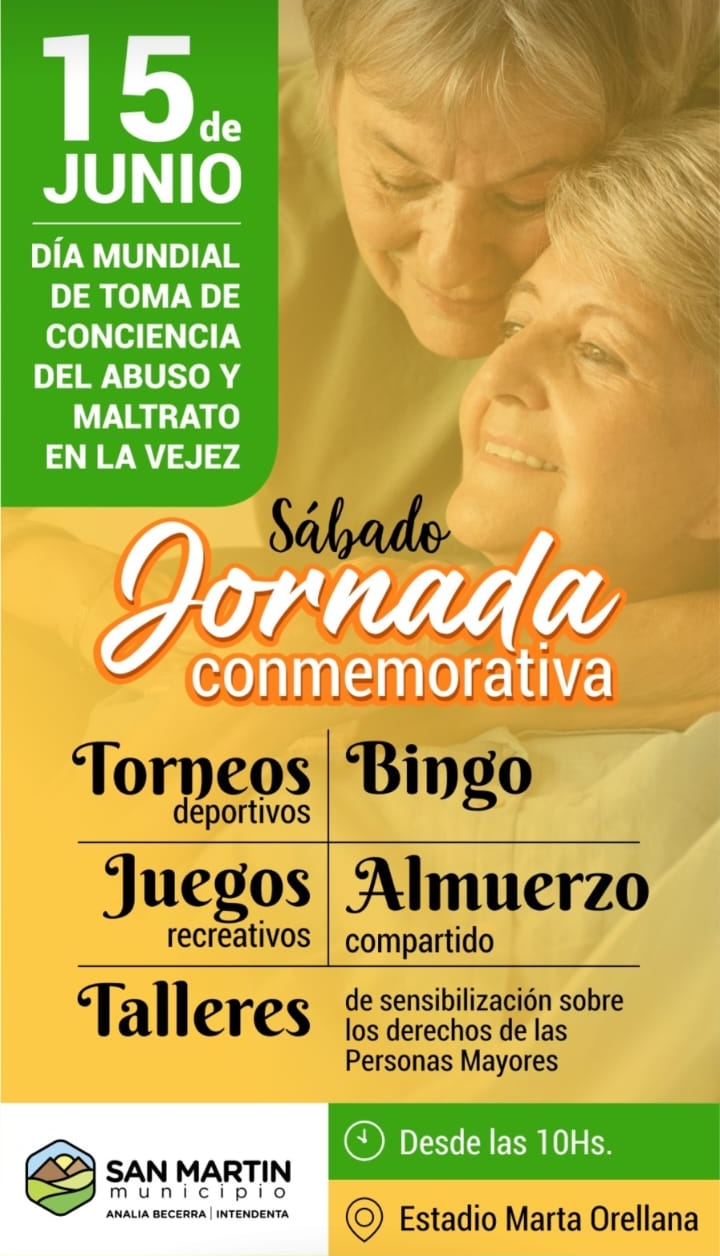 15 de
JUNIO
DÍA MUNDIAL
DE TOMA DE
CONCIENCIA
DEL ABUSO Y
MALTRATO
EN LA VEJEZ
Sábado
Jornada
conmemorativa
Torneos
deportivos
Bingo
Juegos
recreativos
Almuerzo
compartido
Talleres
de sensibilización sobre
los derechos de las
Personas Mayores
SAN MARTIN
municipio
ANALIA BECERRA | INTENDENTA
Desde las 10Hs.
Estadio Marta Orellana